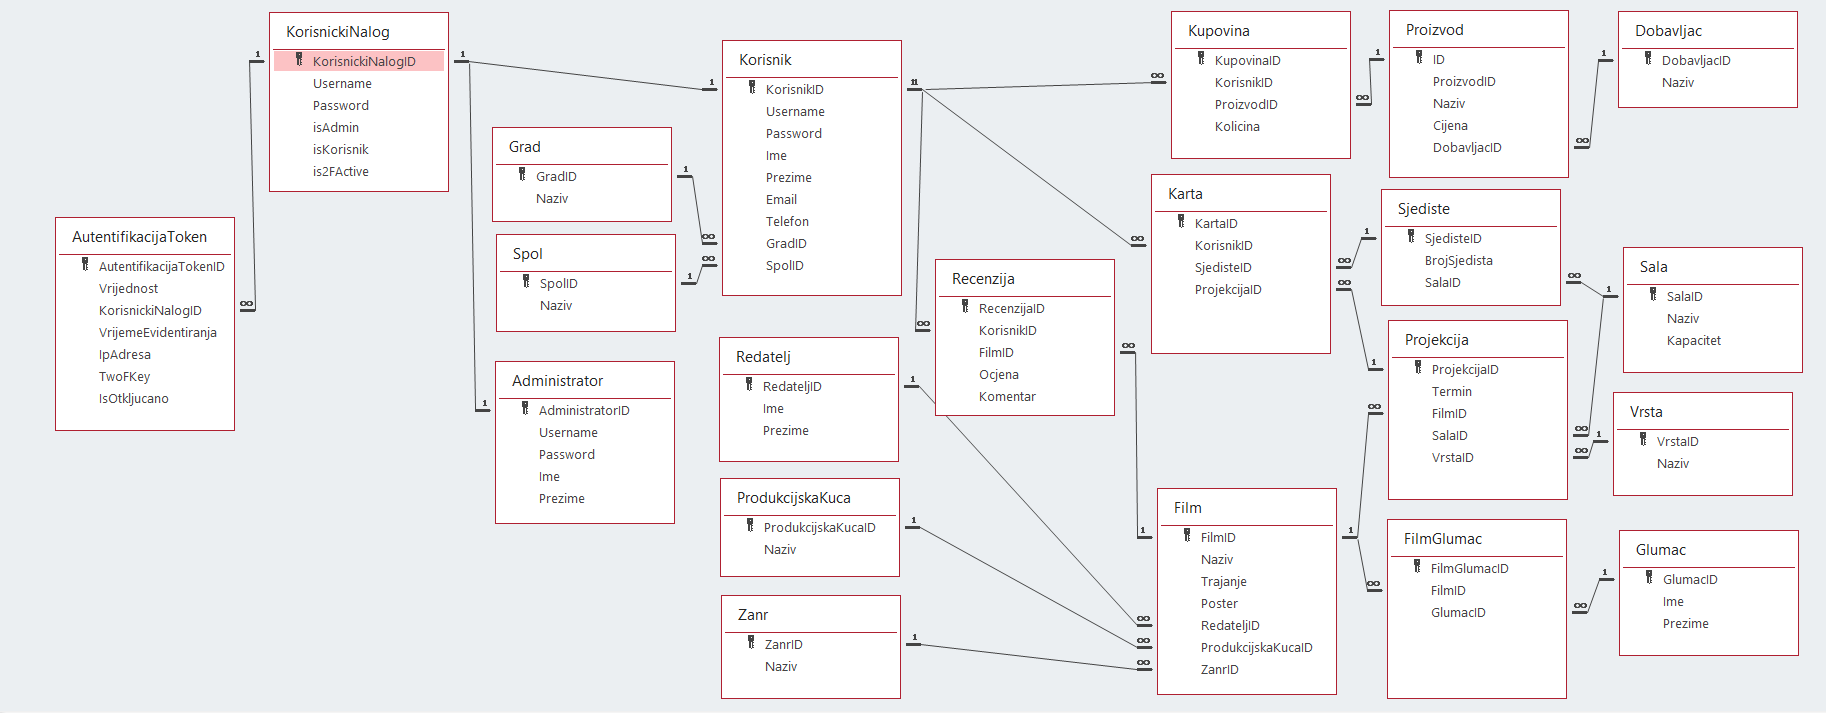 KorisnickiNalog
KorisnickiNalogID
Username
Password
isAdmin
isKorisnik
is2FActive
AutentifikacijaToken
AutentifikacijaTokenID
Vrijednost
KorisnickiNalogID
VrijemeEvidentiranja
IpAdresa
TwoFKey
IsOtkljucano
Grad
GradID
Naziv
Spol
SpolID
Naziv
Administrator
AdministratorID
Username
Password
Ime
Prezime
Korisnik
KorisnikID
Username
Password
Ime
Prezime
Email
Telefon
GradID
SpolID
Redatelj
RedateljID
Ime
Prezime
ProdukcijskaKuca
ProdukcijskaKucaID
Naziv
Zanr
ZanrID
Naziv
Recenzija
RecenzijaID
KorisnikID
FilmID
Ocjena
Komentar
Kupovina
KupovinaID
KorisnikID
ProizvodID
Kolicina
Karta
KartaID
KorisnikID
SjedisteID
ProjekcijaID
Film
FilmID
Naziv
Trajanje
Poster
RedateljID
ProdukcijskaKucaID
ZanrID
Proizvod
ID
ProizvodID
Naziv
Cijena
DobavljacID
Sjediste
SjedisteID
BrojSjedista
SalaID
Projekcija
ProjekcijaID
Termin
FilmID
SalaID
VrstaID
FilmGlumac
FilmGlumacID
FilmID
GlumacID
Dobavljac
DobavljacID
Naziv
Sala
SalaID
Naziv
Kapacitet
Vrsta
VrstaID
Naziv
Glumac
GlumacID
Ime
Prezime